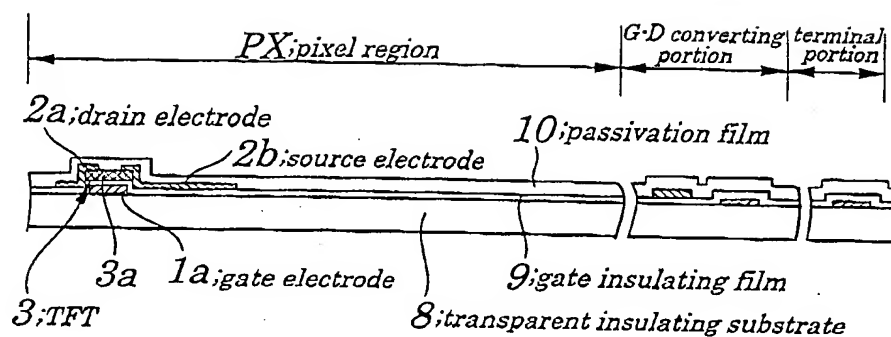 PX;pixel region
G·D converting portion
terminal portion
2a;drain electrode
2b;source electrode
10;passivation film
3a
1a;gate electrode
9;gate insulating film
3;TFT
8;transparent insulating substrate